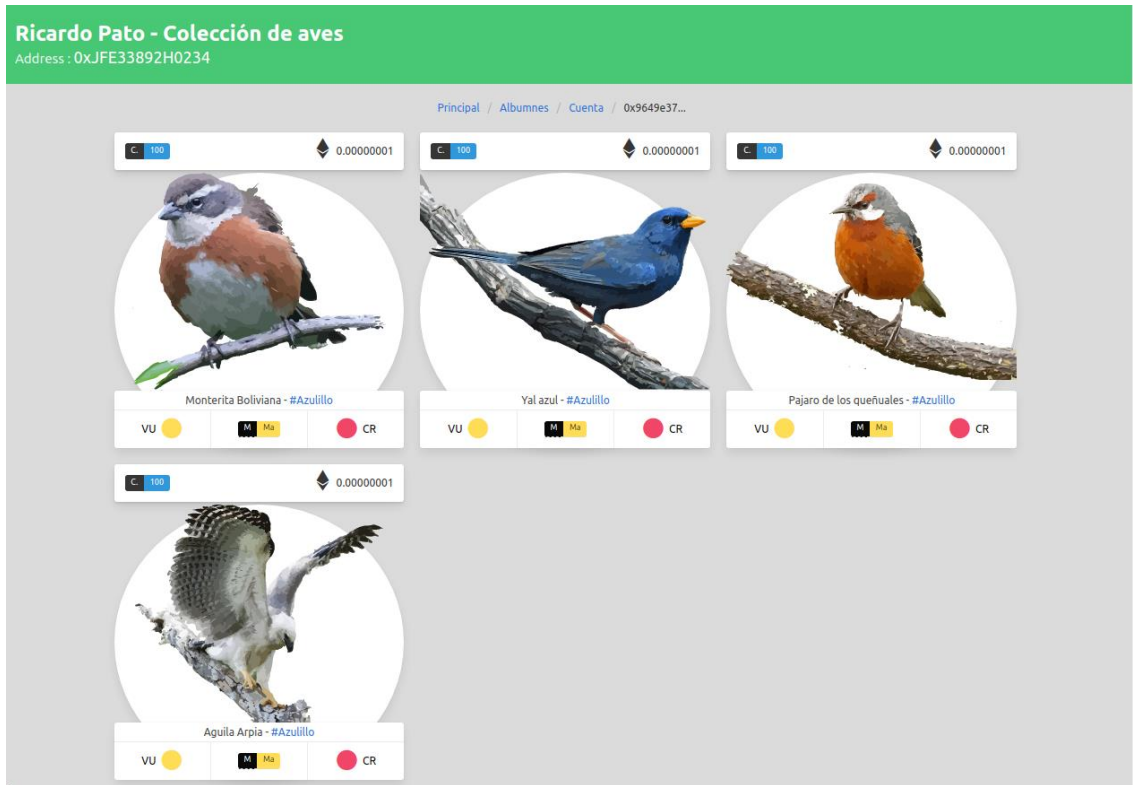 Ricardo Pato - Colección de aves
Address : 0xJFE33892H0234
Principal / Albumnes / Cuenta / 0x9649e37...
C. 100 0.00000001
C. 100 0.00000001
C. 100 0.00000001
Monterita Boliviana - #Azulillo
Yal azul - #Azulillo
Pajaro de los queñuales - #Azulillo
VU M Ma CR
VU M Ma CR
VU M Ma CR
C. 100 0.00000001
Aguila Arpia - #Azulillo
VU M Ma CR